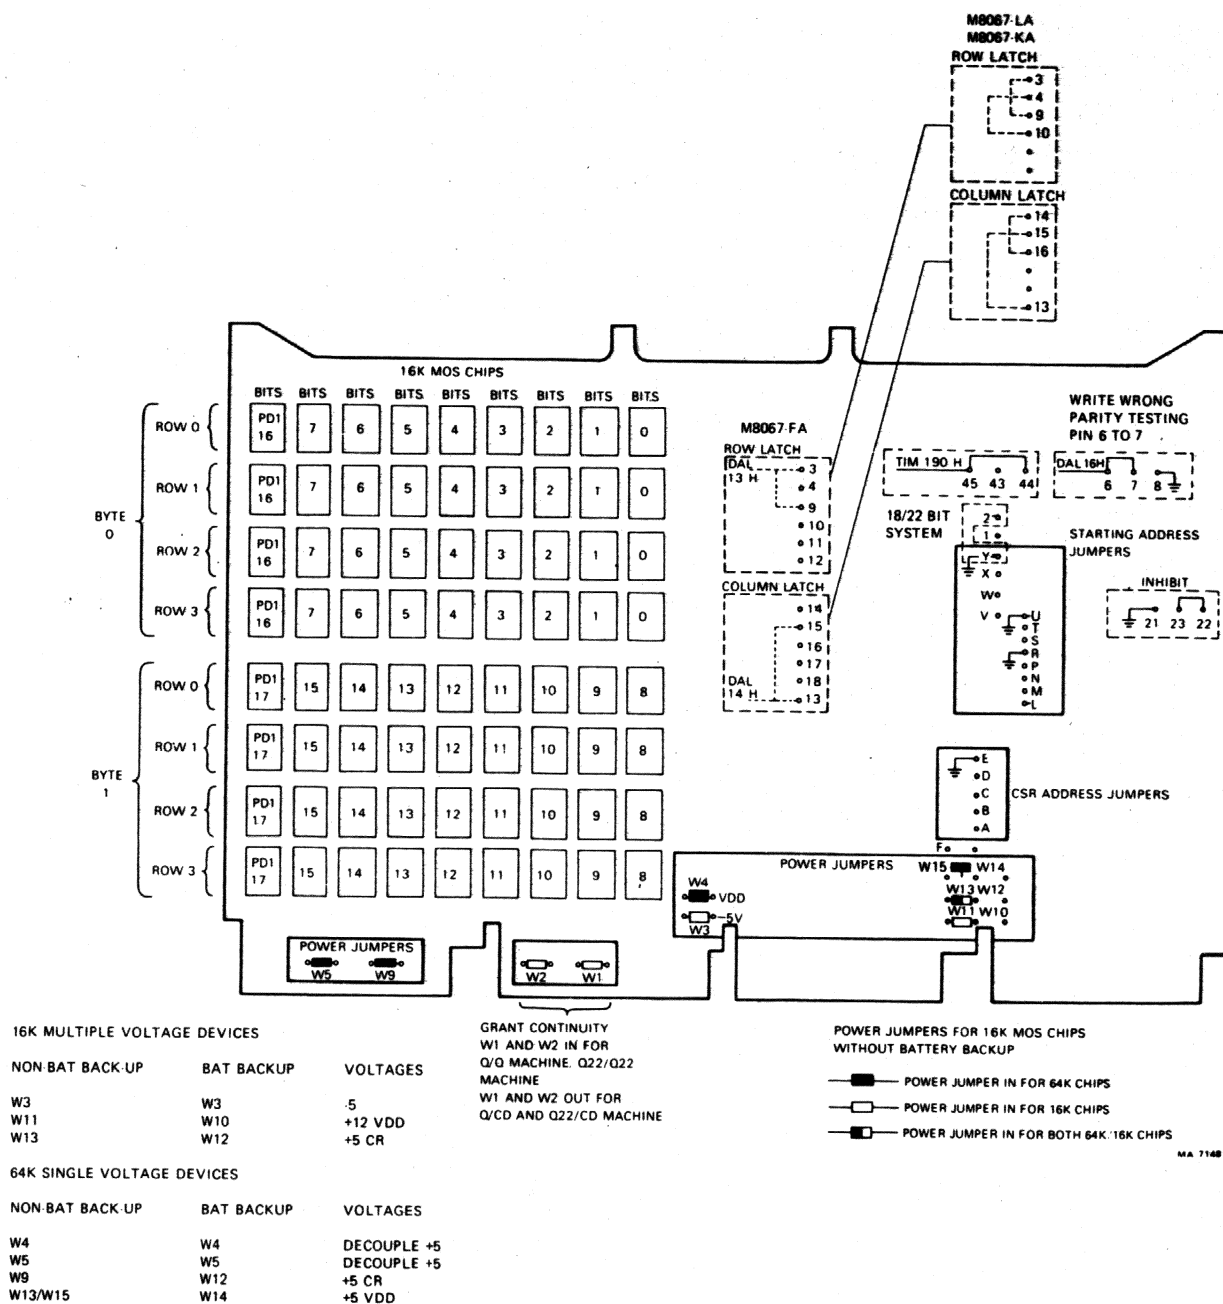 M8067-LA
M8067-KA
ROW LATCH
3
4
9
10
COLUMN LATCH
14
15
16
13
16K MOS CHIPS
BITS BITS BITS BITS BITS BITS BITS BITS BITS
BYTE 0
ROW 0 PD1 16 7 6 5 4 3 2 1 0
ROW 1 PD1 16 7 6 5 4 3 2 1 0
ROW 2 PD1 16 7 6 5 4 3 2 1 0
ROW 3 PD1 16 7 6 5 4 3 2 1 0
BYTE 1
ROW 0 PD1 17 15 14 13 12 11 10 9 8
ROW 1 PD1 17 15 14 13 12 11 10 9 8
ROW 2 PD1 17 15 14 13 12 11 10 9 8
ROW 3 PD1 17 15 14 13 12 11 10 9 8
M8067-FA
ROW LATCH
DAL 13 H
3
4
9
10
11
12
COLUMN LATCH
14
15
16
17
18
DAL 14 H
13
WRITE WRONG
PARITY TESTING
PIN 6 TO 7
TIM 190 H
45 43 44
DAL 16H
6 7 8
18/22 BIT
SYSTEM
2
1
Y
X
W
V
U
T
S
R
P
N
M
L
STARTING ADDRESS
JUMPERS
INHIBIT
21 23 22
E
D
C
B
A
CSR ADDRESS JUMPERS
F
POWER JUMPERS
W15 W14
W13 W12
W11 W10
W4
VDD
-5V
W3
POWER JUMPERS
W5 W9
W2 W1
GRANT CONTINUITY
W1 AND W2 IN FOR
Q/Q MACHINE. Q22/Q22
MACHINE
W1 AND W2 OUT FOR
Q/CD AND Q22/CD MACHINE
POWER JUMPERS FOR 16K MOS CHIPS
WITHOUT BATTERY BACKUP
POWER JUMPER IN FOR 64K CHIPS
POWER JUMPER IN FOR 16K CHIPS
POWER JUMPER IN FOR BOTH 64K/16K CHIPS
MA 7148
16K MULTIPLE VOLTAGE DEVICES
NON-BAT BACK-UP BAT BACKUP VOLTAGES
W3 W3 -5
W11 W10 +12 VDD
W13 W12 +5 CR
64K SINGLE VOLTAGE DEVICES
NON-BAT BACK-UP BAT BACKUP VOLTAGES
W4 W4 DECOUPLE +5
W5 W5 DECOUPLE +5
W9 W12 +5 CR
W13/W15 W14 +5 VDD